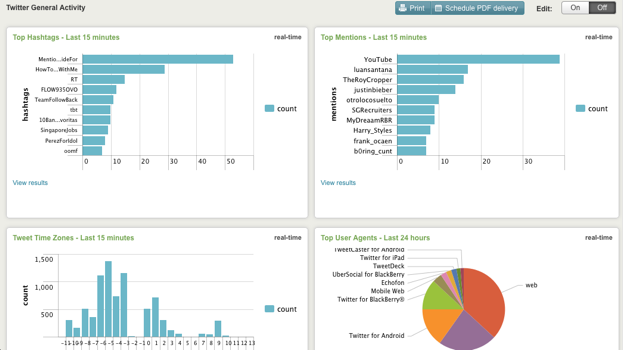 Twitter General Activity
Print
Schedule PDF delivery
Edit:
On
Off
Top Hashtags - Last 15 minutes
real-time
hashtags
Mentio...ideFor
HowTo...WithMe
RT
FLOW935OVO
TeamFollowBack
tbt
10Ban...voritas
SingaporeJobs
PerezForIdol
oomf
0 10 20 30 40 50
count
View results
Top Mentions - Last 15 minutes
real-time
mentions
YouTube
luansantana
TheRoyCropper
justinbieber
otrolocosuelto
SGRecruiters
MyDreaamRBR
Harry_Styles
frank_ocaen
b0ring_cunt
0 10 20 30
count
View results
Tweet Time Zones - Last 15 minutes
real-time
count
1,500
1,000
500
-11-10-9 -8 -7 -6 -5 -4 -3 -2 0 1 2 3 4 5 6 7 8 9 10 11 12 13
count
Top User Agents - Last 24 hours
real-time
TweetCaster for Android
Twitter for iPad
TweetDeck
UberSocial for BlackBerry
Echofon
Mobile Web
Twitter for BlackBerry®
Twitter for Android
web